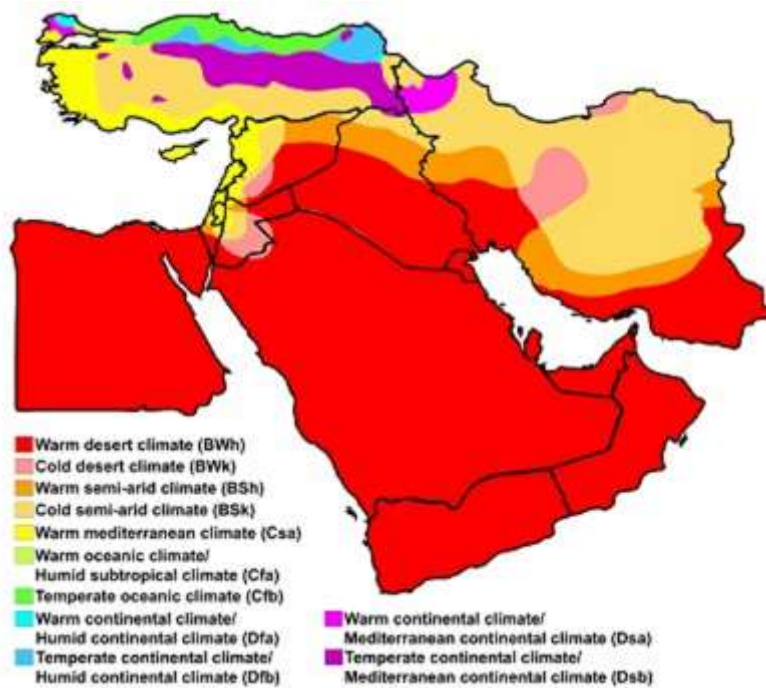 Warm desert climate (BWh)
Cold desert climate (BWk)
Warm semi-arid climate (BSh)
Cold semi-arid climate (BSk)
Warm mediterranean climate (Csa)
Warm oceanic climate/
Humid subtropical climate (Cfa)
Temperate oceanic climate (Cfb)
Warm continental climate/
Humid continental climate (Dfa)
Temperate continental climate/
Humid continental climate (Dfb)
Warm continental climate/
Mediterranean continental climate (Dsa)
Temperate continental climate/
Mediterranean continental climate (Dsb)